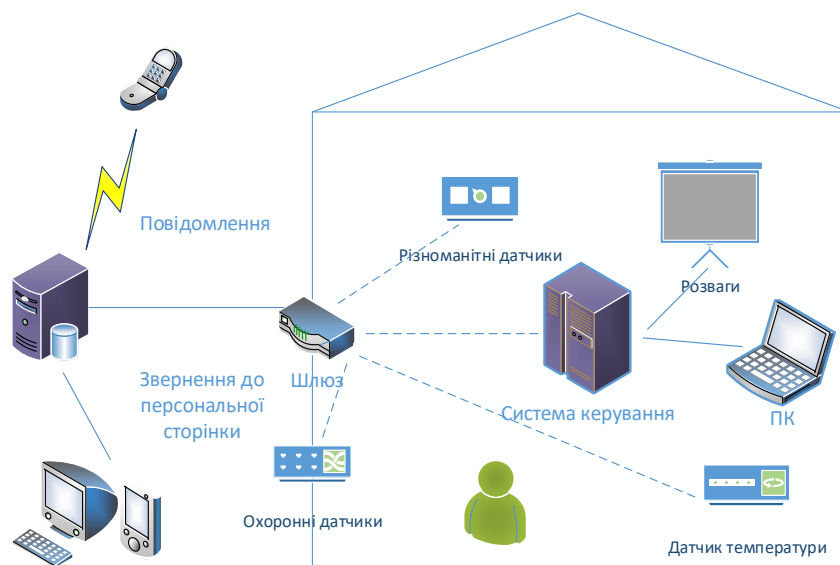 Повідомлення
Різноманітні датчики
Розваги
Звернення до
персональної
сторінки
Шлюз
Система керування
ПК
Охоронні датчики
Датчик температури